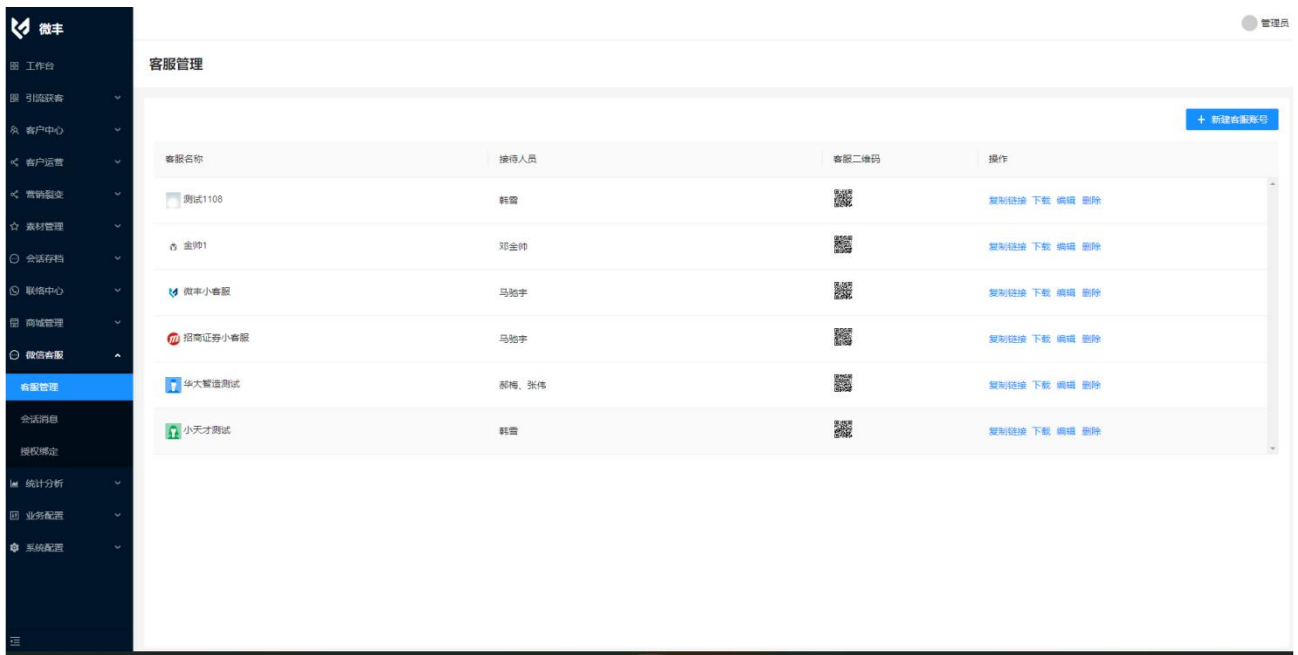 微丰
管理员
工作台
客服管理
引流获客
客户中心
客户运营
营销裂变
素材管理
会话存档
联络中心
商城管理
微信客服
客服管理
会话消息
授权绑定
统计分析
业务配置
系统配置
+ 新建客服账号
客服名称 接待人员 客服二维码 操作
测试1108 韩雪 复制链接 下载 编辑 删除
金帅1 邓金帅 复制链接 下载 编辑 删除
微丰小客服 马驰宇 复制链接 下载 编辑 删除
招商证券小客服 马驰宇 复制链接 下载 编辑 删除
华大智造测试 郝梅、张伟 复制链接 下载 编辑 删除
小天才测试 韩雪 复制链接 下载 编辑 删除